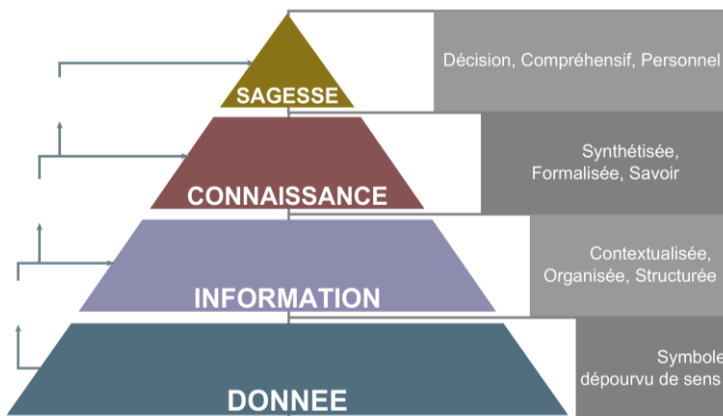 Décision, Compréhensif, Personnel
SAGESSE
Synthétisée,
Formalisée, Savoir
CONNAISSANCE
Contextualisée,
Organisée, Structurée
INFORMATION
Symbole
dépourvu de sens
DONNEE